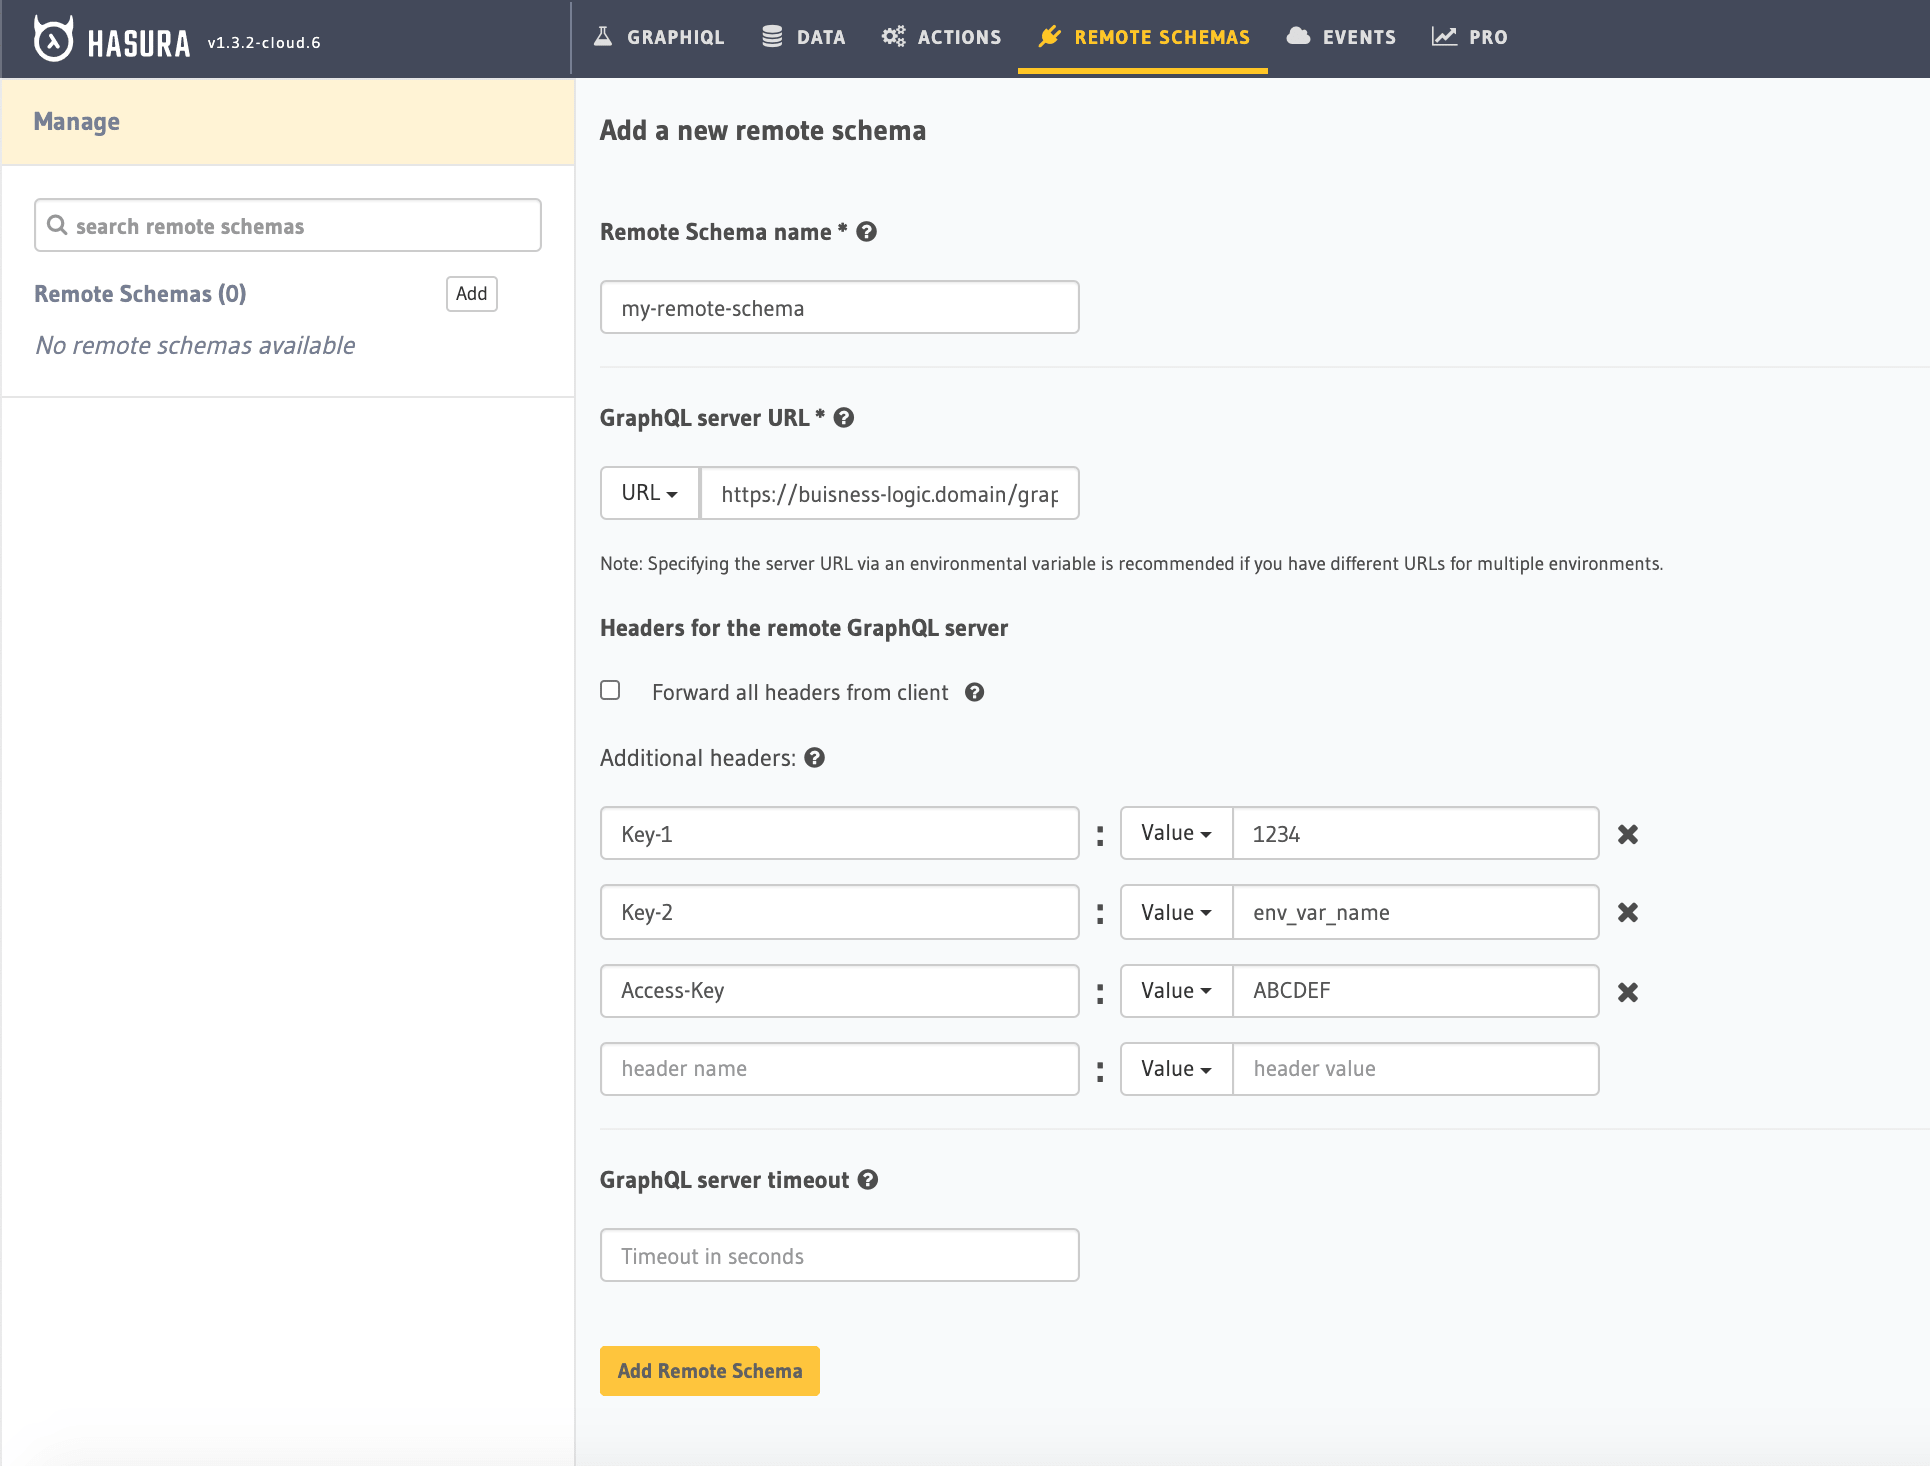 HASURA v1.3.2-cloud.6
GRAPHIQL DATA ACTIONS REMOTE SCHEMAS EVENTS PRO
Manage
search remote schemas
Remote Schemas (0) Add
No remote schemas available
Add a new remote schema
Remote Schema name *
my-remote-schema
GraphQL server URL *
URL https://buisness-logic.domain/grap
Note: Specifying the server URL via an environmental variable is recommended if you have different URLs for multiple environments.
Headers for the remote GraphQL server
Forward all headers from client
Additional headers:
Key-1 : Value 1234
Key-2 : Value env_var_name
Access-Key : Value ABCDEF
header name : Value header value
GraphQL server timeout
Timeout in seconds
Add Remote Schema